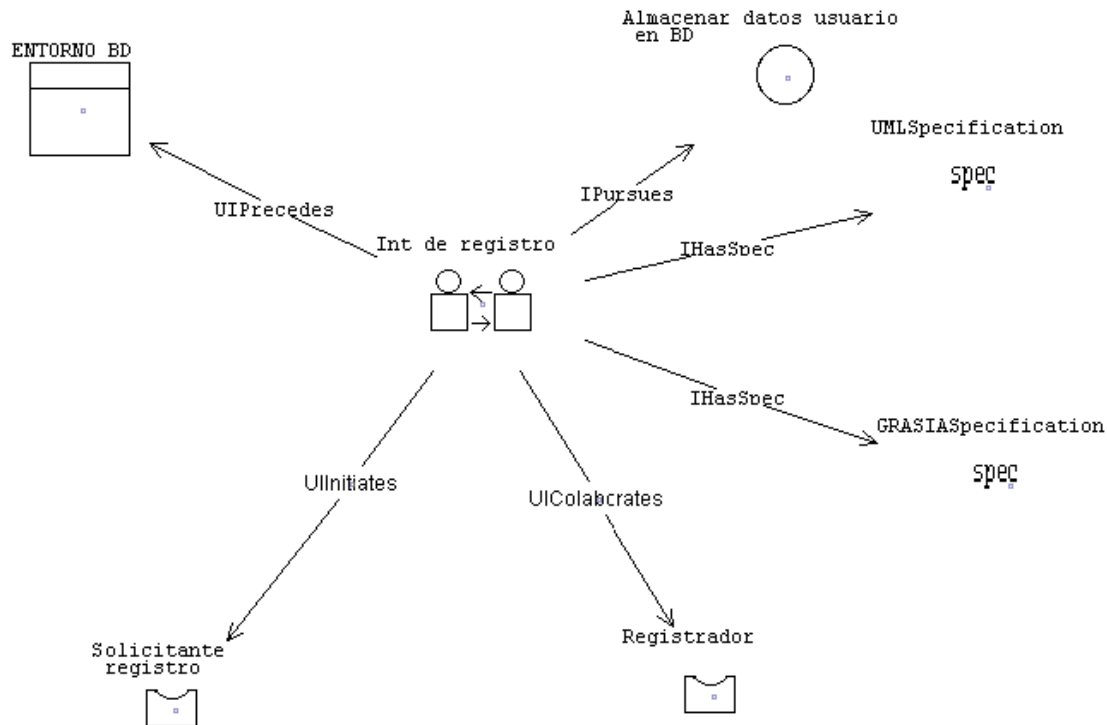 Almacenar datos usuario
en BD
ENTORNO BD
UMLSpecification
spec
IPursues
UIPrecedes
Int de registro
IHasSpec
IHasSpec
GRASIASpecification
spec
UIInitiates
UIColaborates
Registrador
Solicitante
registro